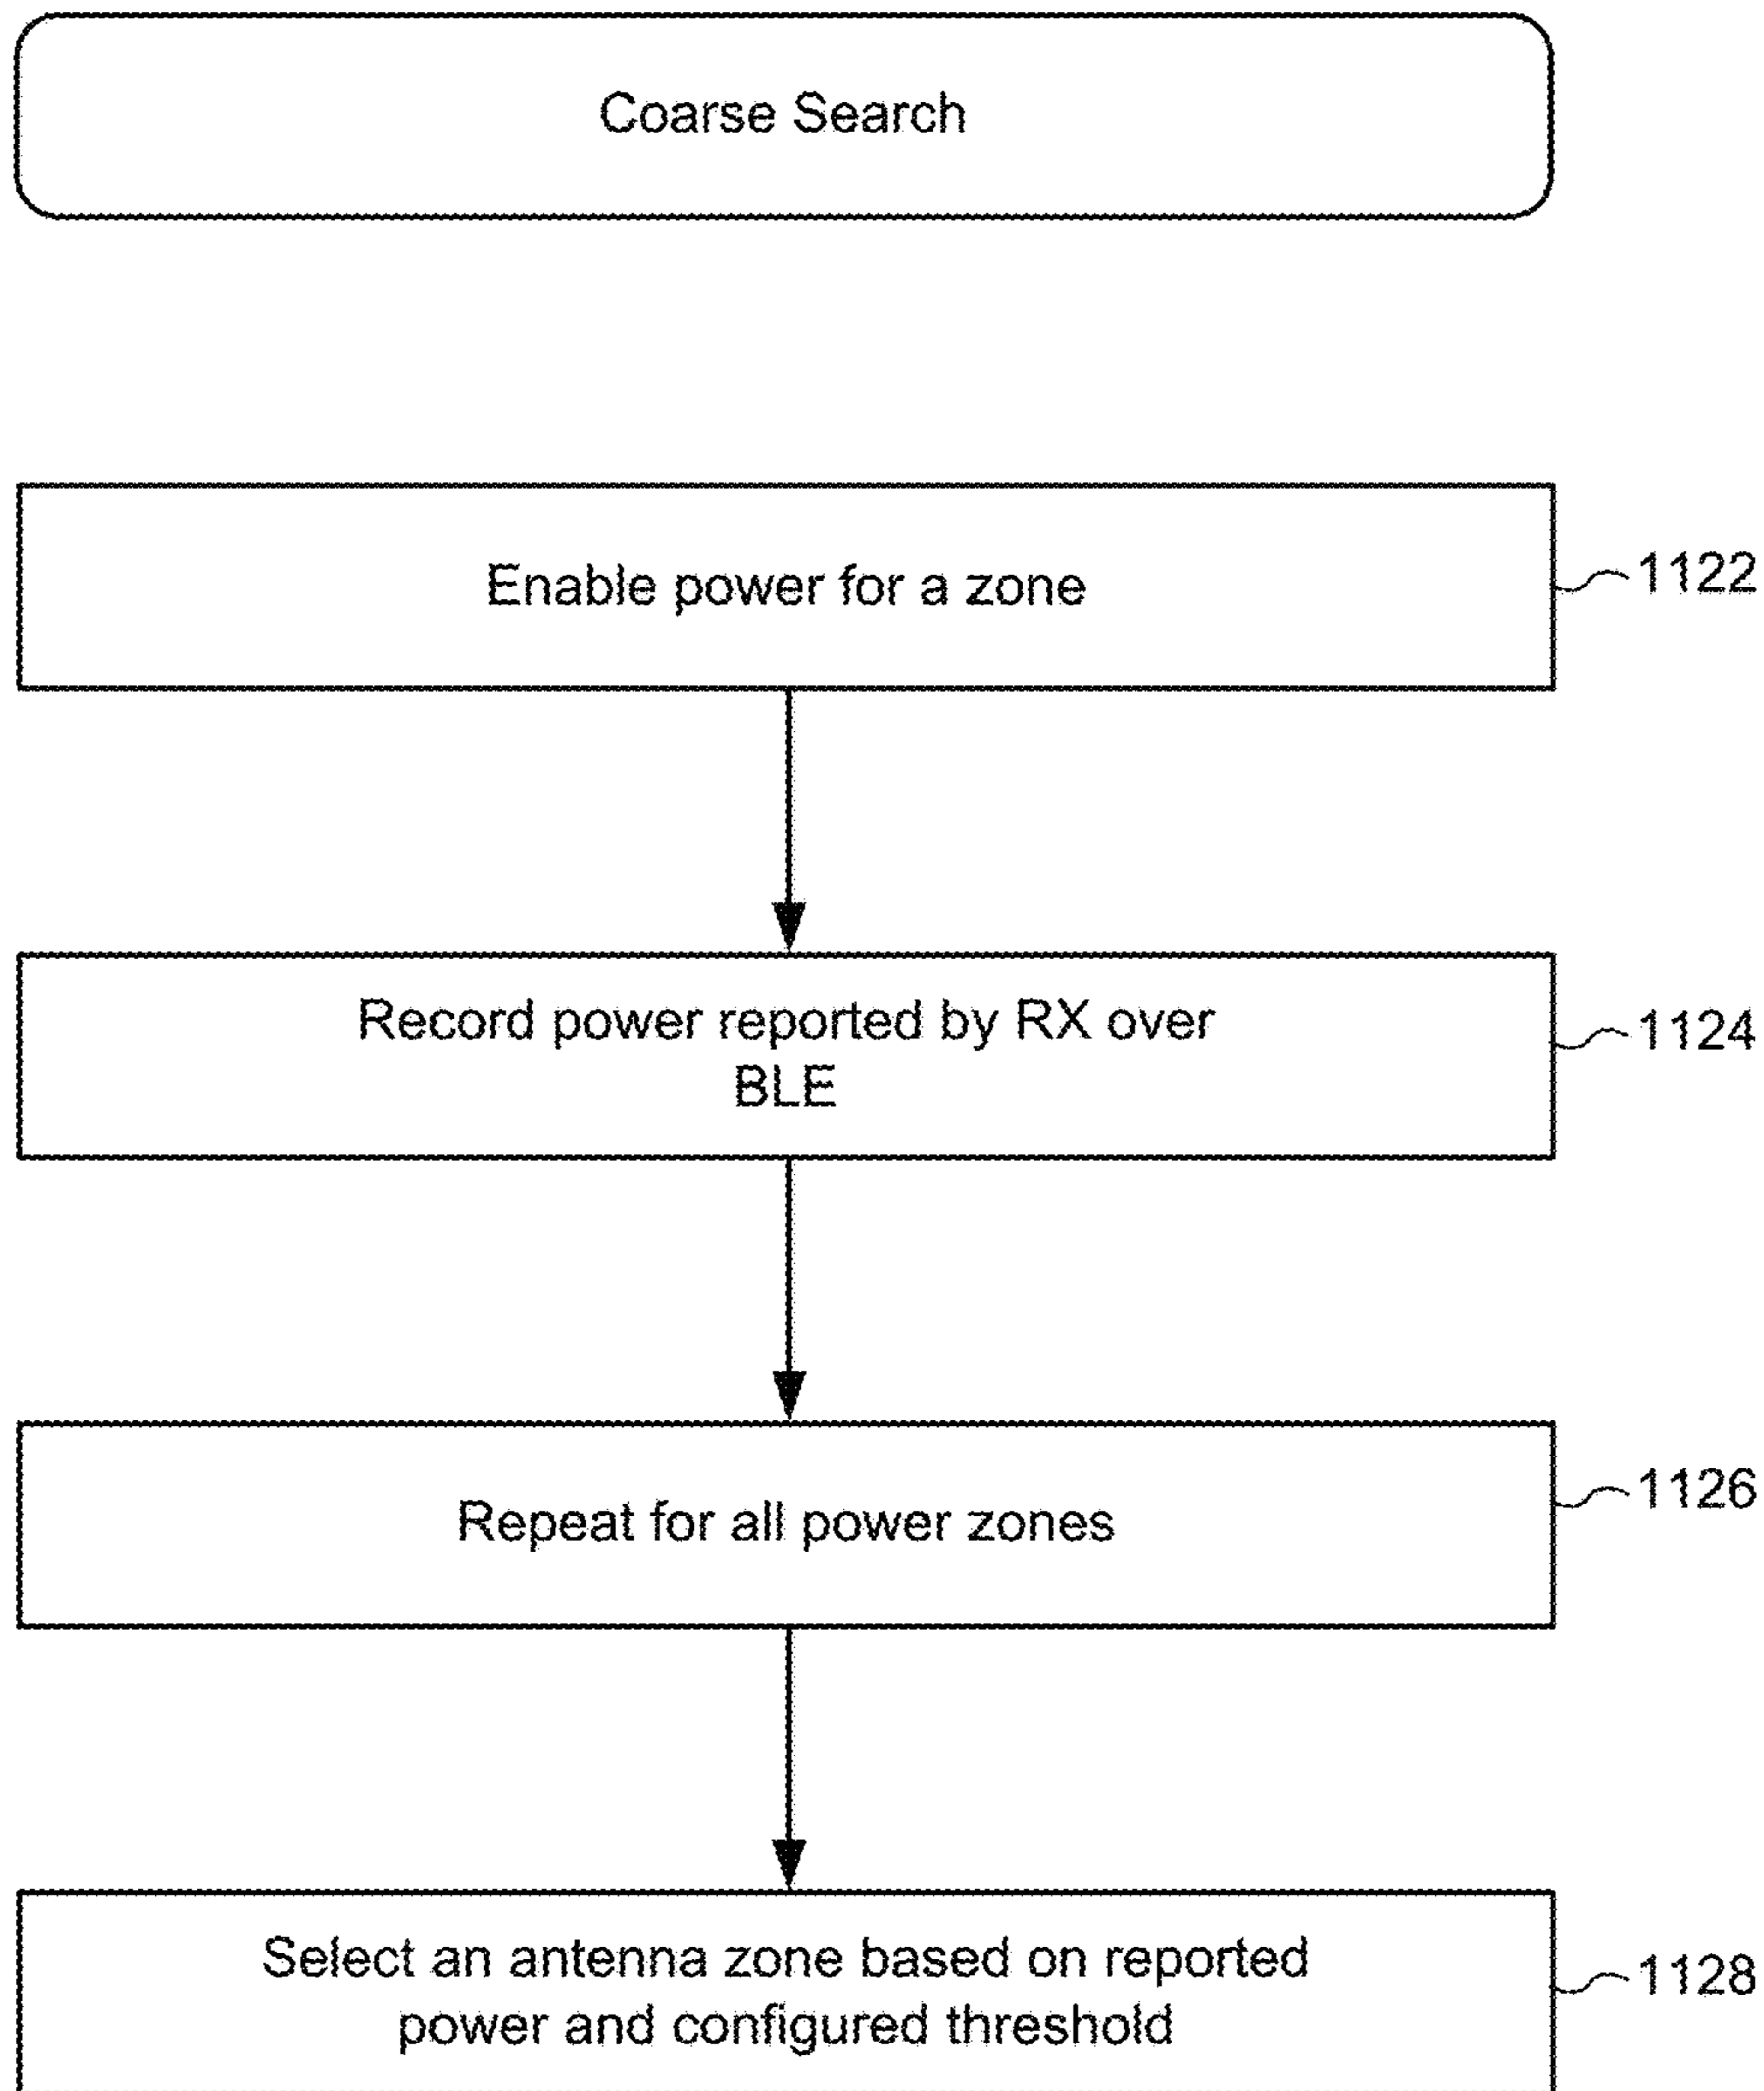 Coarse Search
Enable power for a zone
1122
Record power reported by RX over
BLE
1124
Repeat for all power zones
1126
Select an antenna zone based on reported
power and configured threshold
1128